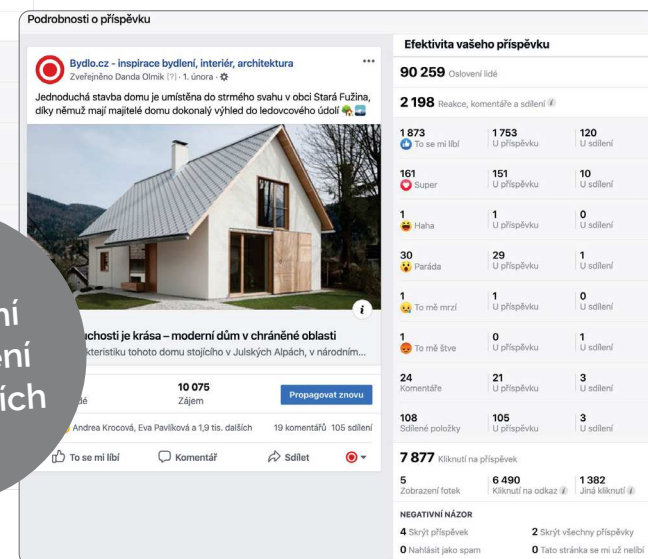 Podrobnosti o příspěvku
Bydlo.cz - inspirace bydlení, interiér, architektura
Zveřejněno Danda Olmik [?] · 1. února ·
Jednoduchá stavba domu je umístěna do strmého svahu v obci Stará Fužina,
díky němuž mají majitelé domu dokonalý výhled do ledovcového údolí
i
uchosti je krása – moderní dům v chráněné oblasti
kteristiku tohoto domu stojícího v Julských Alpách, v národním...
10 075
Zájem
Propagovat znovu
Andrea Krocová, Eva Pavlíková a 1,9 tis. dalších
19 komentářů 105 sdílení
To se mi líbí
Komentář
Sdílet
Efektivita vašeho příspěvku
90 259 Oslovení lidé
2 198 Reakce, komentáře a sdílení i
1 873 1 753 120
To se mi líbí U příspěvku U sdílení
161 151 10
Super U příspěvku U sdílení
1 1 0
Haha U příspěvku U sdílení
30 29 1
Paráda U příspěvku U sdílení
1 1 0
To mě mrzí U příspěvku U sdílení
1 0 1
To mě štve U příspěvku U sdílení
24 21 3
Komentáře U příspěvku U sdílení
108 105 3
Sdílené položky U příspěvku U sdílení
7 877 Kliknutí na příspěvek
5 6 490 1 382
Zobrazení fotek Kliknutí na odkaz i Jiná kliknutí i
NEGATIVNÍ NÁZOR
4 Skrýt příspěvek 2 Skrýt všechny příspěvky
0 Nahlásit jako spam 0 Tato stránka se mi už nelíbí
ní
ení
ích